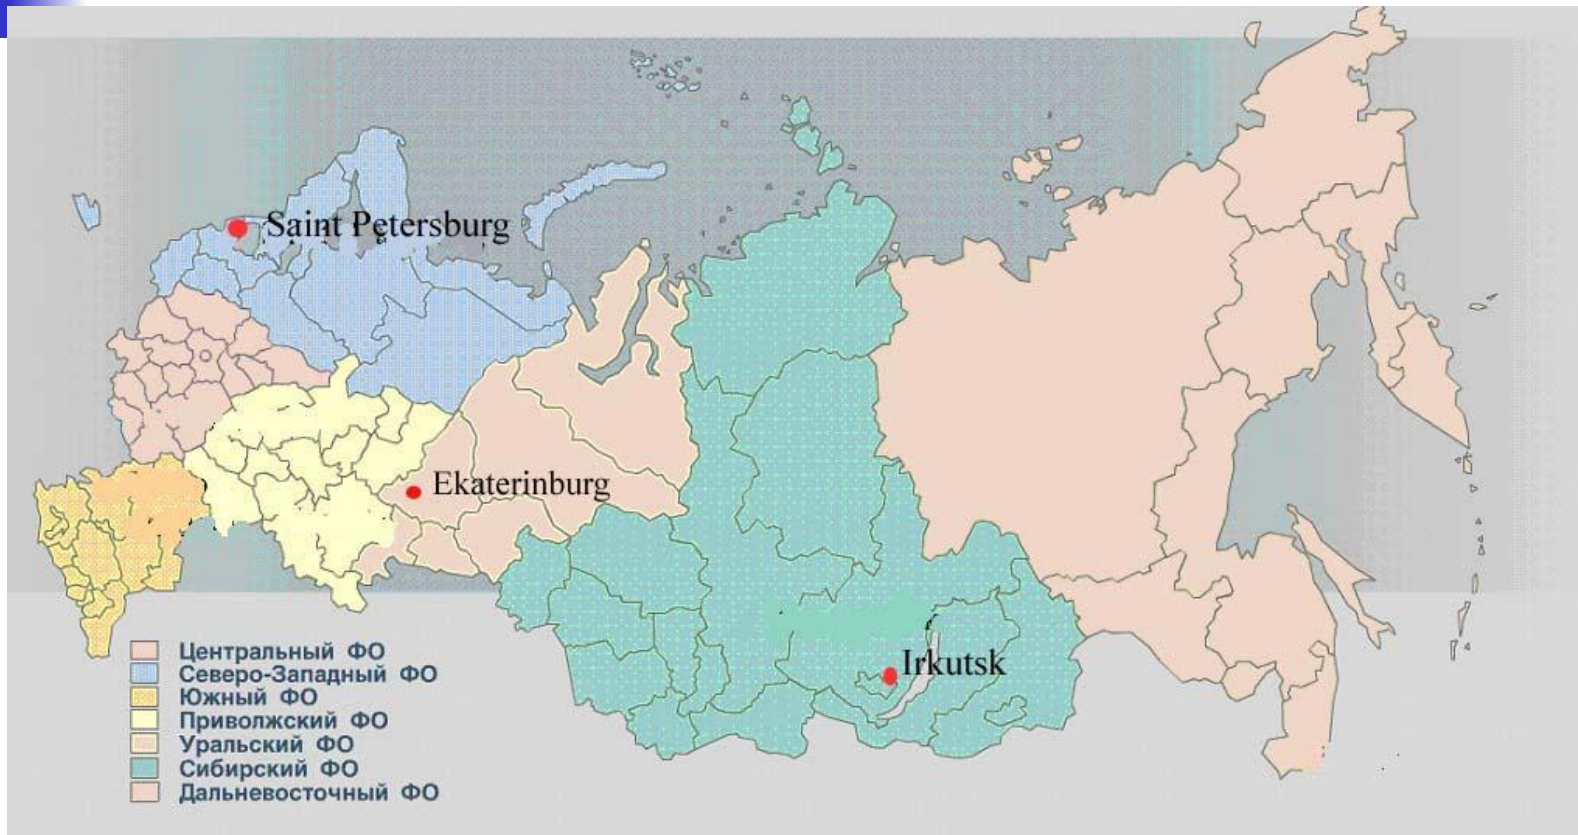 Saint Petersburg
Ekaterinburg
Irkutsk
Центральный ФО
Северо-Западный ФО
Южный ФО
Приволжский ФО
Уральский ФО
Сибирский ФО
Дальневосточный ФО